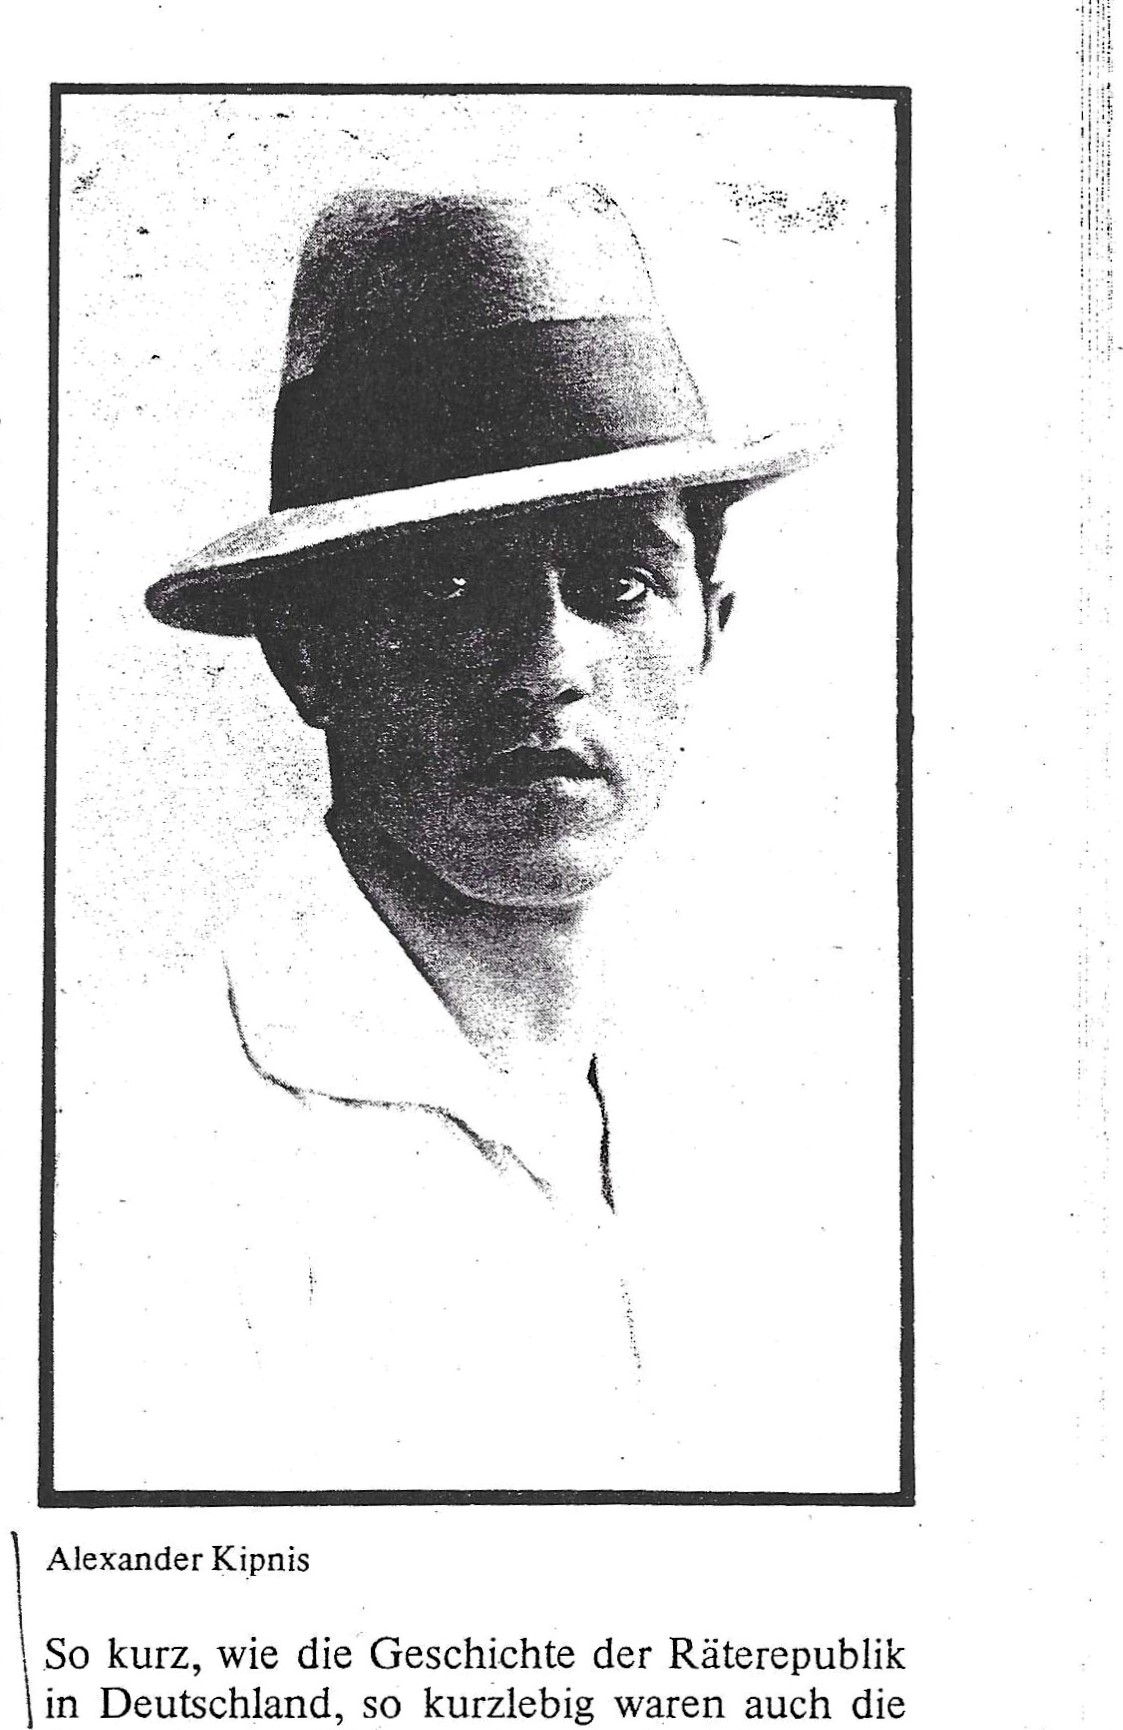 Alexander Kipnis
So kurz, wie die Geschichte der Räterepublik
in Deutschland, so kurzlebig waren auch die